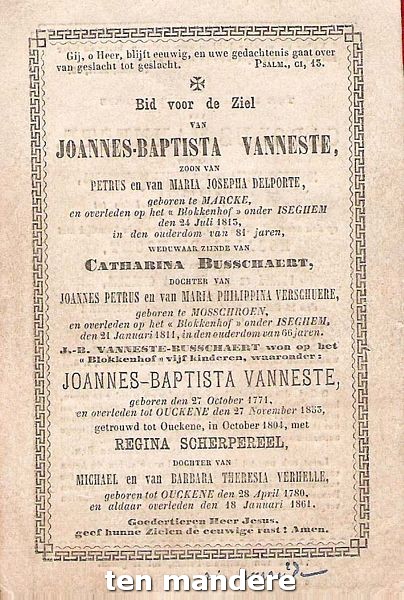 Gij, o Heer, blijft eeuwig, en uwe gedachtenis gaat over
van geslacht tot geslacht. PSALM., CI, 13.
Bid voor de Ziel
VAN
JOANNES-BAPTISTA VANNESTE,
ZOON VAN
PETRUS en van MARIA JOSEPHA DELPORTE,
geboren te MARCKE,
en overleden op het « Blokkenhof » onder ISEGHEM
den 24 Juli 1813,
in den ouderdom van 81 jaren,
WEDUWAAR ZIJNDE VAN
CATHARINA BUSSCHAERT,
DOCHTER VAN
JOANNES PETRUS en van MARIA PHILIPPINA VERSCHUERE,
geboren te MOSSCHROEN,
en overleden op het « Blokkenhof » onder ISEGHEM,
den 21 Januari 1811, in den ouderdom van 66 jaren.
J.-B. VANNESTE-BUSSCHAERT won op het
« Blokkenhof » vijf kinderen, waaronder:
JOANNES-BAPTISTA VANNESTE,
geboren den 27 October 1771,
en overleden tot OUCKENE den 27 November 1833,
getrouwd tot Ouckene, in October 1804, met
REGINA SCHERPEREEL,
DOCHTER VAN
MICHAEL en van BARBARA THERESIA VERHELLE,
geboren tot OUCKENE den 28 April 1780,
en aldaar overleden den 18 Januari 1861.
Goedertieren Heer Jesus,
geef hunne Zielen de eeuwige rust! Amen.
ten mandere